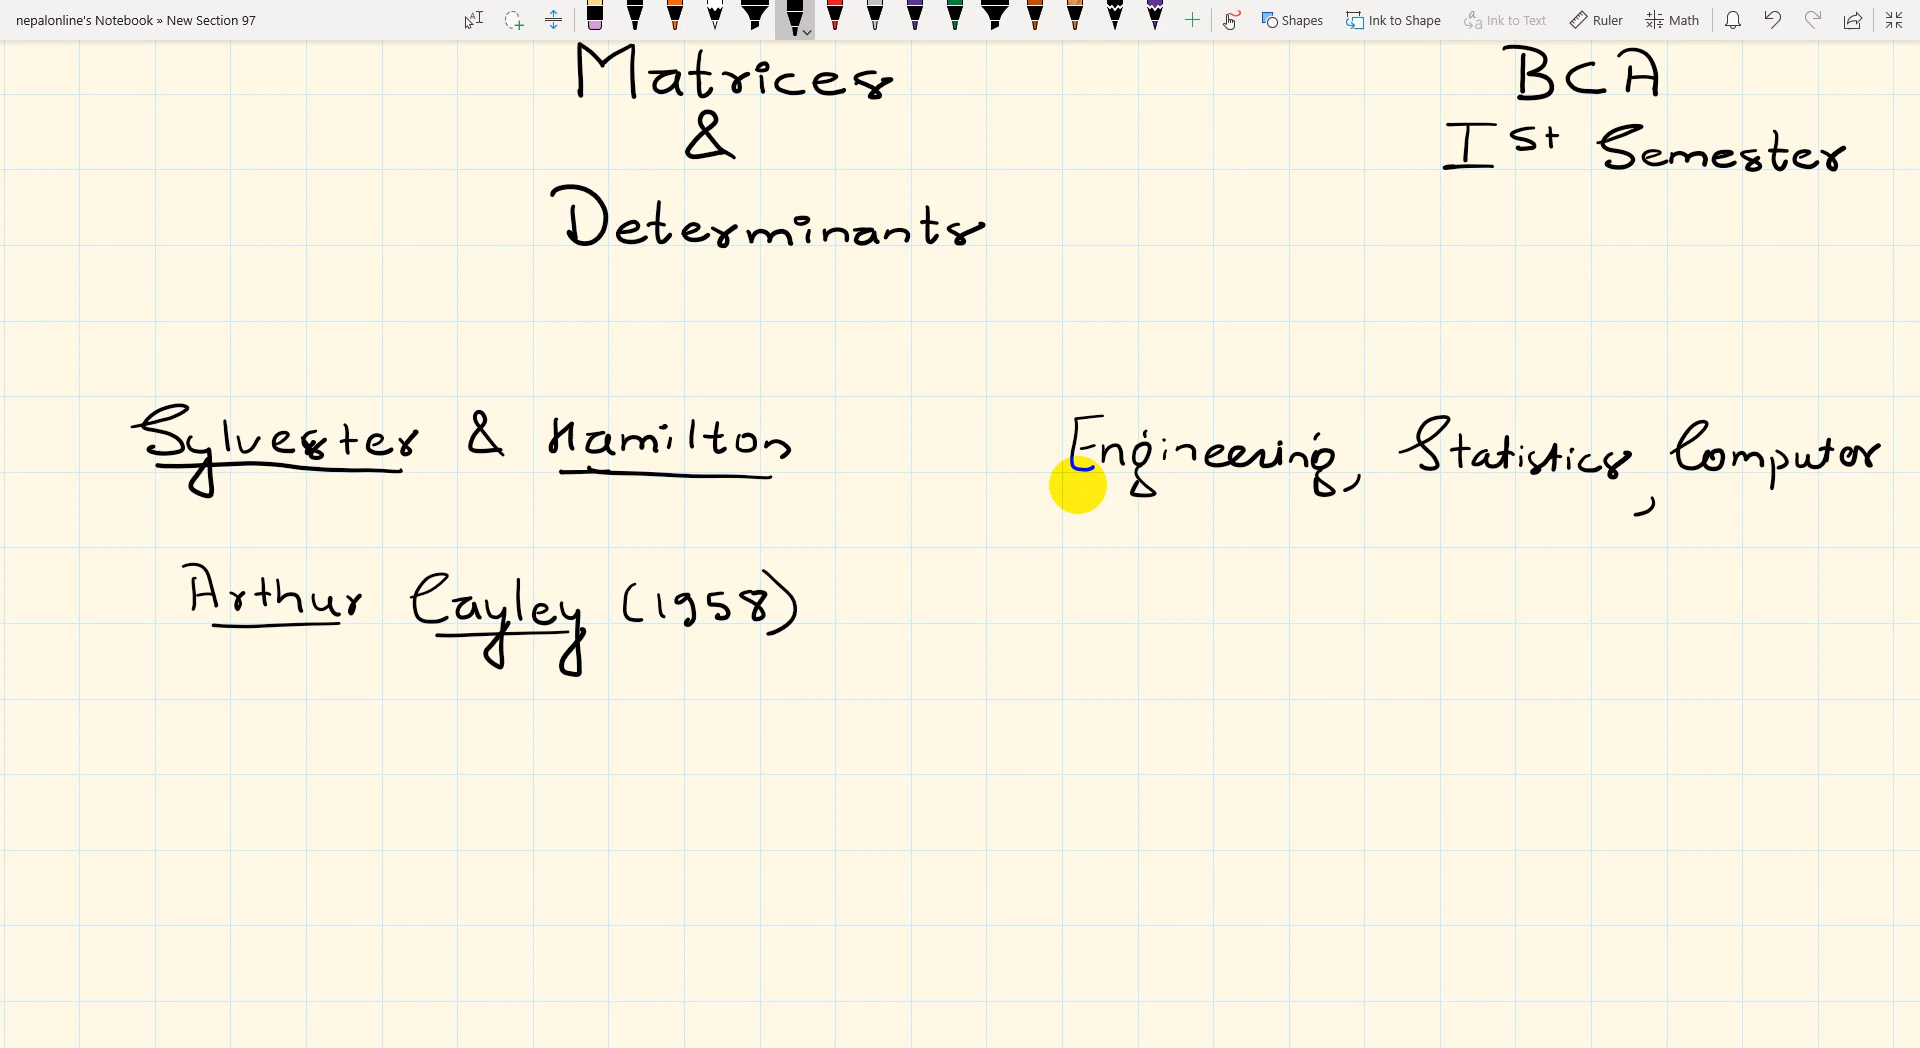 nepalonline's Notebook » New Section 97
Shapes Ink to Shape Ink to Text Ruler Math
Matrices
&
Determinants
BCA
Ist Semester
Sylvester & Hamilton
Engineering, Statistics, Computer
Arthur Cayley (1958)